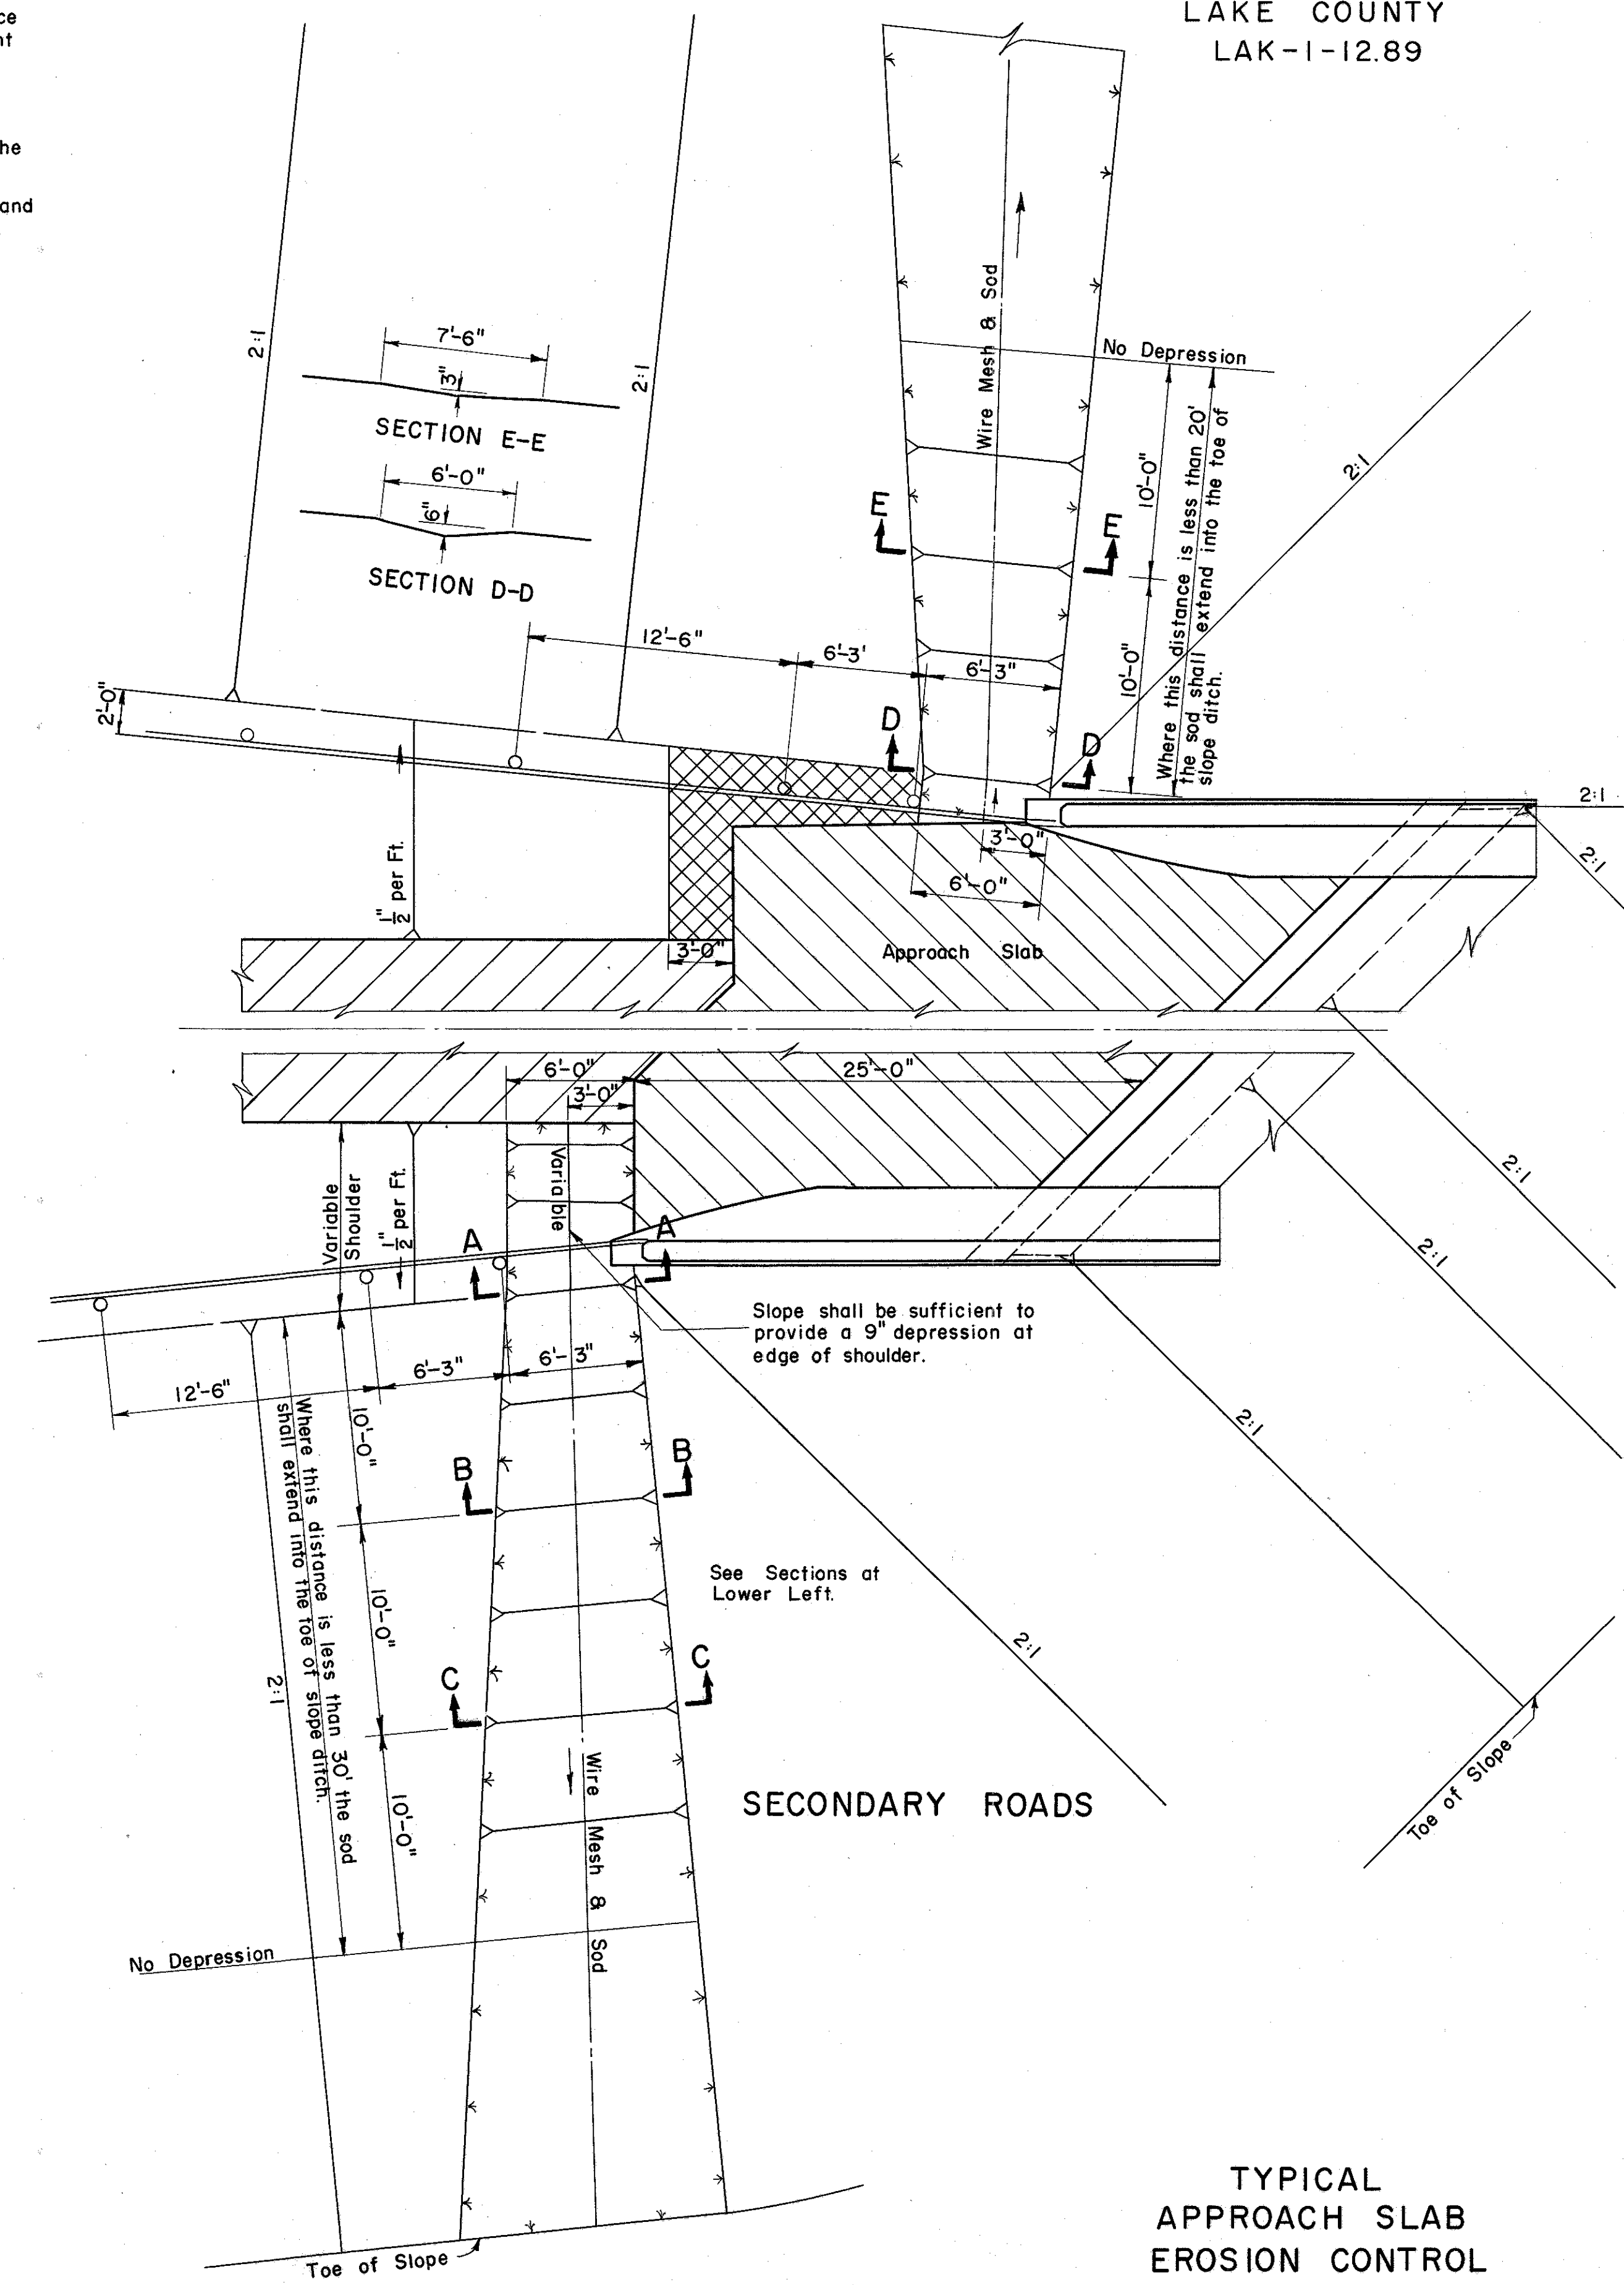 LAKE COUNTY
LAK-1-12.89
ce
nt
he
and
2:1
2:1
7'-6"
3"
SECTION E-E
6'-0"
6"
SECTION D-D
Wire Mesh & Sod
No Depression
10'-0"
10'-0"
Where this distance is less than 20'
the sod shall extend into the toe of
slope ditch.
2:1
E
E
12'-6"
6'-3'
6'-3"
2'-0"
D
D
2:1
2:1
3'-0"
6'-0"
1/2" per Ft.
3'-0"
Approach Slab
6'-0"
25'-0"
3'-0"
Variable
Variable
Shoulder
1/2" per Ft.
A
A
2:1
2:1
Slope shall be sufficient to
provide a 9" depression at
edge of shoulder.
12'-6"
6'-3"
6'-3"
2:1
Where this distance is less than 30' the sod
shall extend into the toe of slope ditch.
10'-0"
B
B
10'-0"
See Sections at
Lower Left.
C
C
2:1
2:1
10'-0"
Wire Mesh & Sod
SECONDARY ROADS
Toe of Slope
No Depression
Toe of Slope
TYPICAL
APPROACH SLAB
EROSION CONTROL